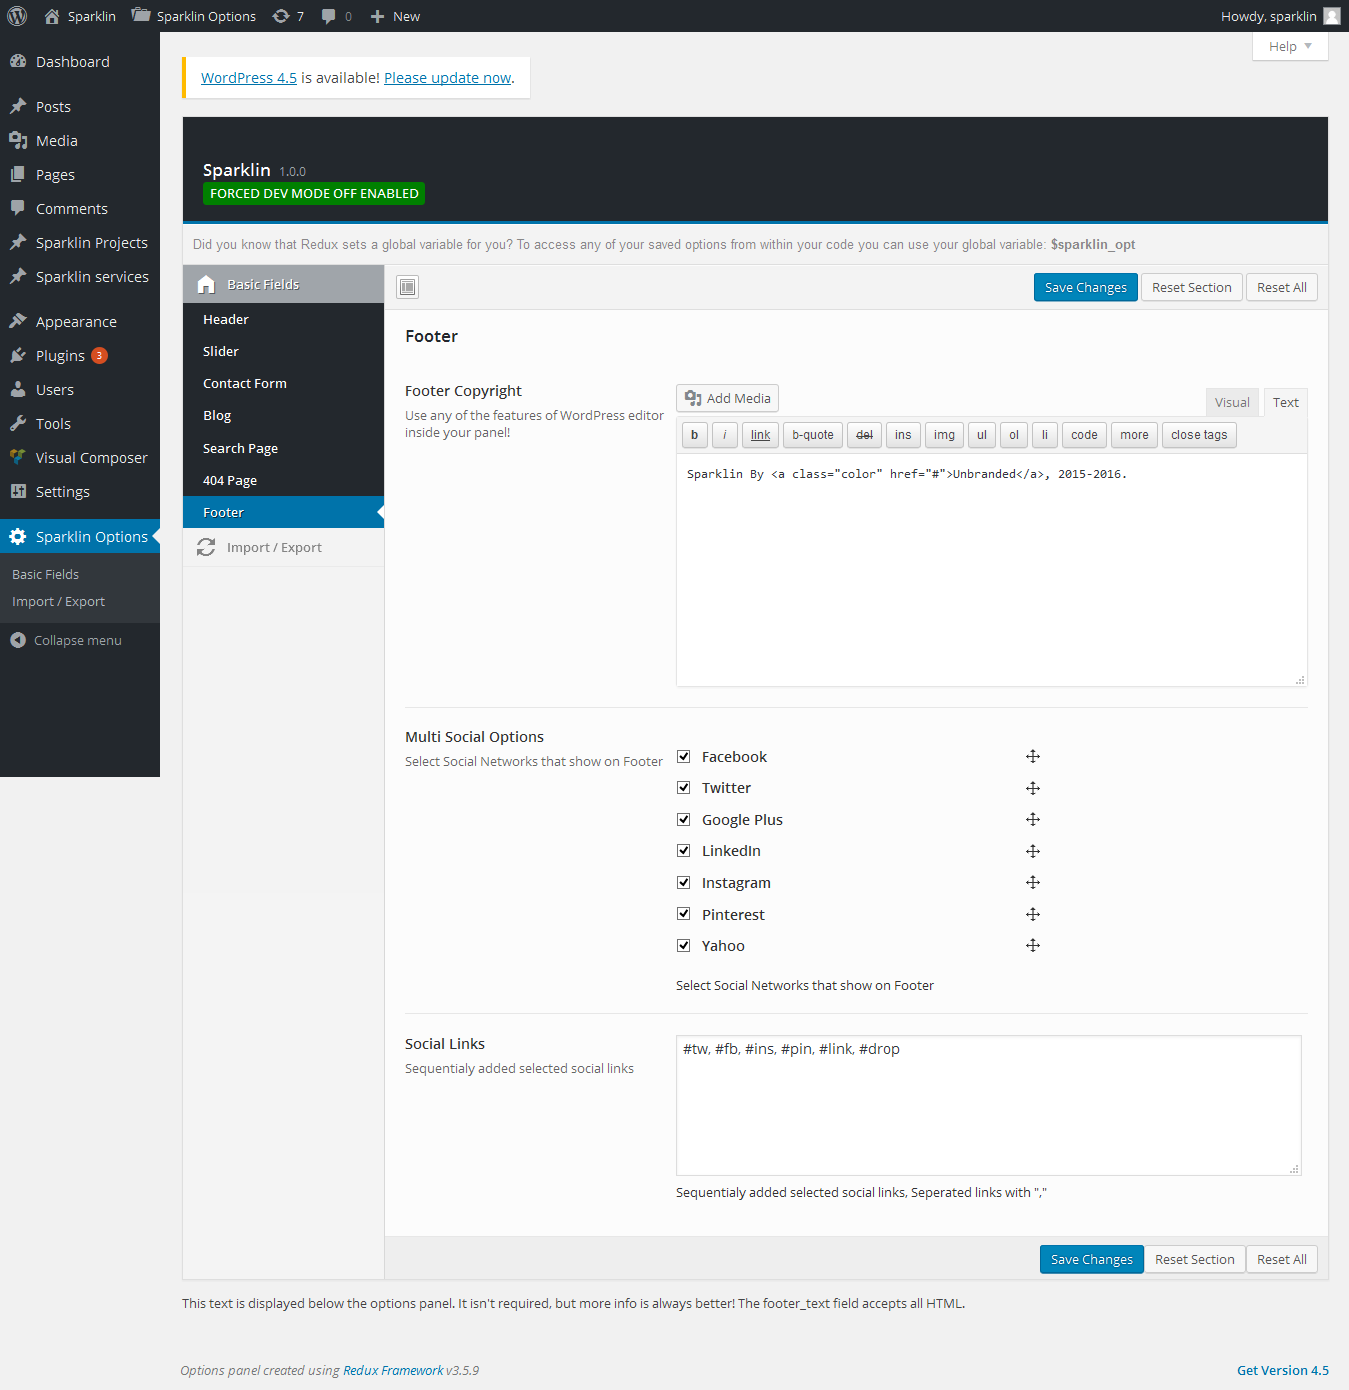 Sparklin Sparklin Options 7 0 New Howdy, sparklin
Help
Dashboard
Posts
Media
Pages
Comments
Sparklin Projects
Sparklin services
Appearance
Plugins 3
Users
Tools
Visual Composer
Settings
Sparklin Options
Basic Fields
Import / Export
Collapse menu
WordPress 4.5 is available! Please update now.
Sparklin 1.0.0
FORCED DEV MODE OFF ENABLED
Did you know that Redux sets a global variable for you? To access any of your saved options from within your code you can use your global variable: $sparklin_opt
Basic Fields
Header
Slider
Contact Form
Blog
Search Page
404 Page
Footer
Import / Export
Save Changes Reset Section Reset All
Footer
Footer Copyright
Use any of the features of WordPress editor
inside your panel!
Add Media
Visual Text
b i link b-quote del ins img ul ol li code more close tags
Sparklin By <a class="color" href="#">Unbranded</a>, 2015-2016.
Multi Social Options
Select Social Networks that show on Footer
Facebook
Twitter
Google Plus
LinkedIn
Instagram
Pinterest
Yahoo
Select Social Networks that show on Footer
Social Links
Sequentialy added selected social links
#tw, #fb, #ins, #pin, #link, #drop
Sequentialy added selected social links, Seperated links with ","
Save Changes Reset Section Reset All
This text is displayed below the options panel. It isn't required, but more info is always better! The footer_text field accepts all HTML.
Options panel created using Redux Framework v3.5.9
Get Version 4.5